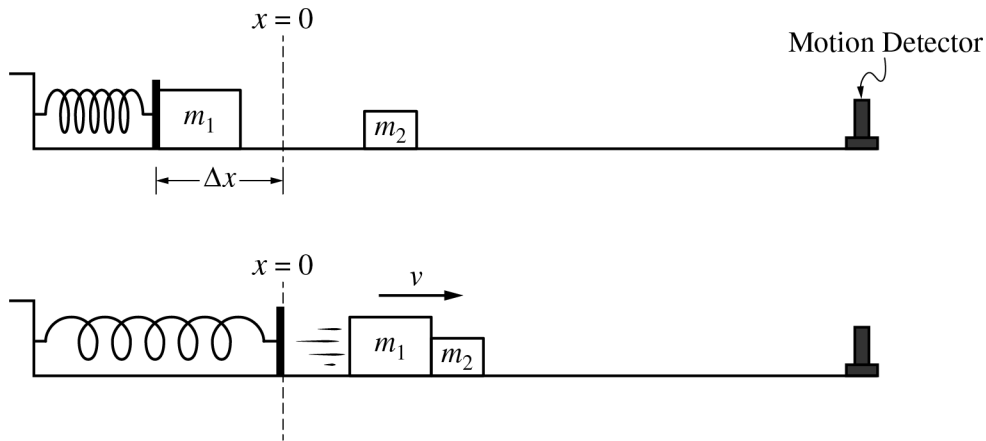 x = 0
Motion Detector
m₁
m₂
Δx
x = 0
v
m₁
m₂